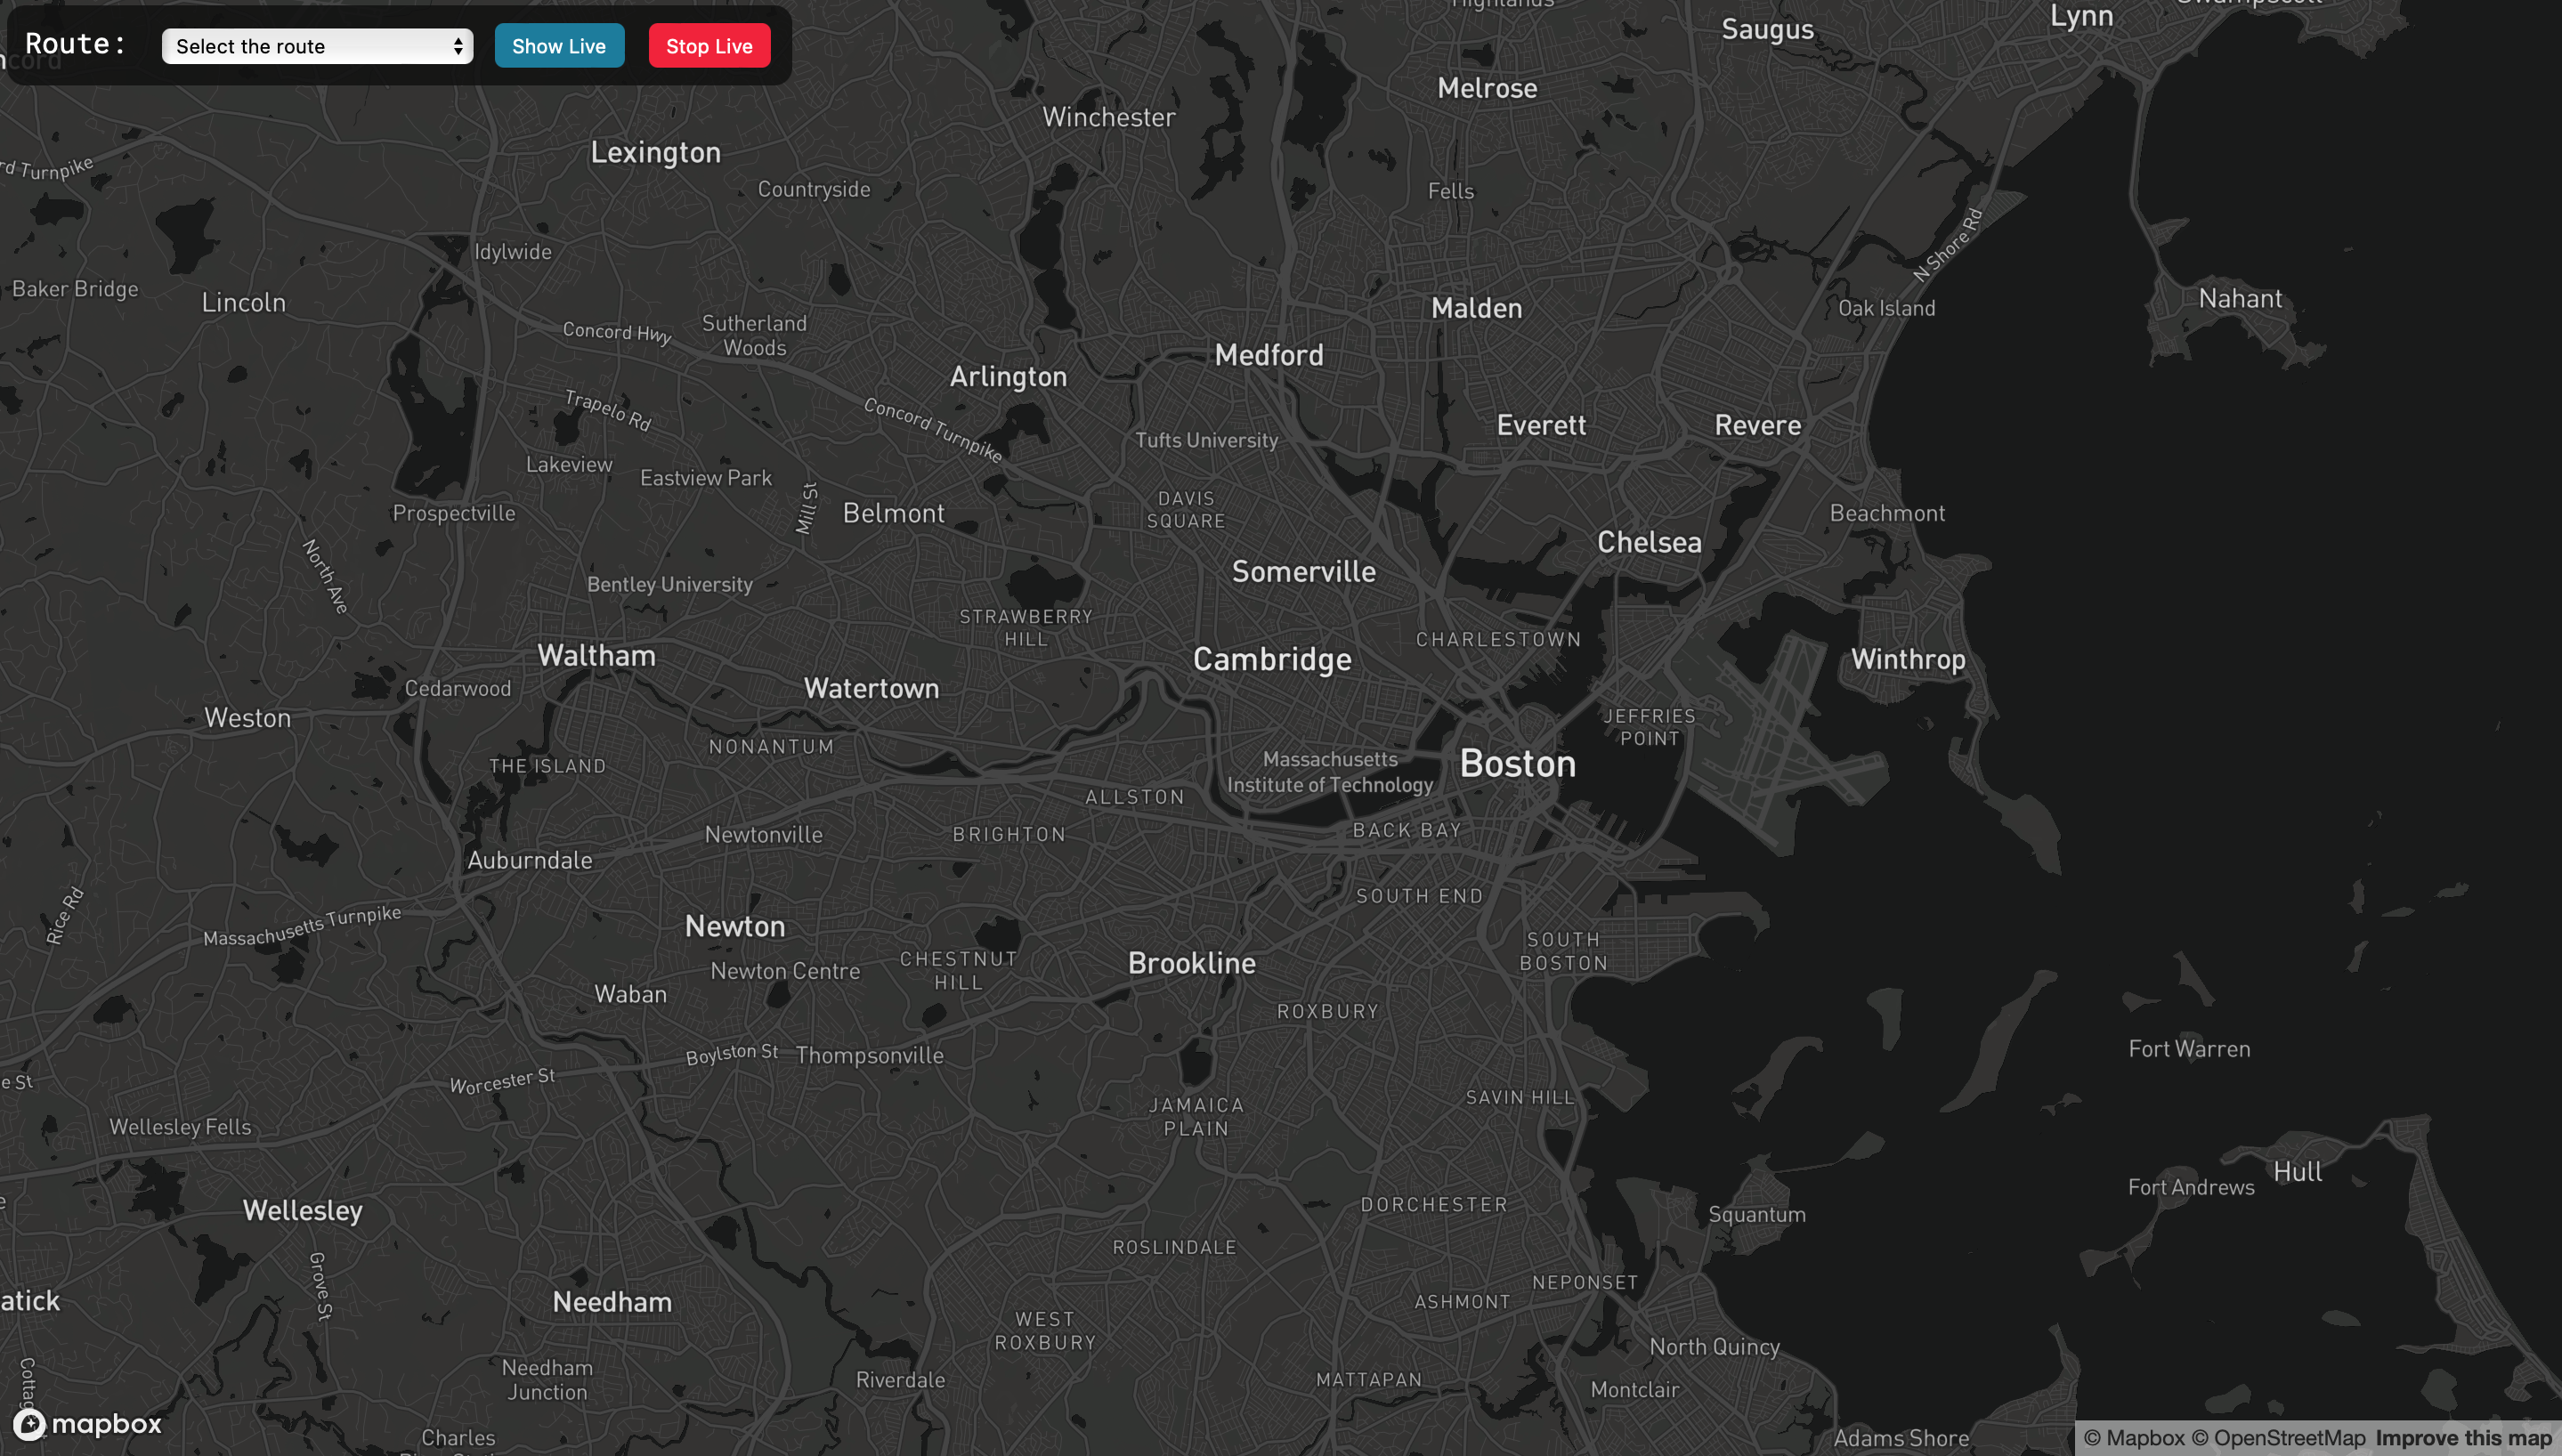 Route:
Select the route
Show Live
Stop Live
Highlands
Saugus
Lynn
Swampscott
Melrose
Winchester
Lexington
Countryside
Fells
rd Turnpike
N Shore Rd
Idylwide
Baker Bridge
Lincoln
Concord Hwy
Sutherland
Woods
Malden
Oak Island
Nahant
Medford
Arlington
Trapelo Rd
Concord Turnpike
Tufts University
Everett
Revere
Lakeview
Eastview Park
Mill St
Belmont
DAVIS
SQUARE
Prospectville
Beachmont
Chelsea
North Ave
Somerville
Bentley University
STRAWBERRY
HILL
CHARLESTOWN
Waltham
Cambridge
Winthrop
Cedarwood
Watertown
Weston
JEFFRIES
POINT
NONANTUM
THE ISLAND
Massachusetts
Institute of Technology
Boston
ALLSTON
Newtonville
BRIGHTON
BACK BAY
Auburndale
Rice Rd
Massachusetts Turnpike
SOUTH END
Newton
SOUTH
BOSTON
Newton Centre
CHESTNUT
HILL
Brookline
Waban
ROXBURY
Boylston St
Thompsonville
Fort Warren
e St
Worcester St
SAVIN HILL
JAMAICA
PLAIN
Wellesley Fells
Hull
Fort Andrews
Wellesley
DORCHESTER
Squantum
ROSLINDALE
Grove St
NEPONSET
atick
Needham
ASHMONT
WEST
ROXBURY
North Quincy
Needham
Junction
Riverdale
MATTAPAN
Montclair
Cottag
mapbox
Charles
Adams Shore
© Mapbox © OpenStreetMap Improve this map